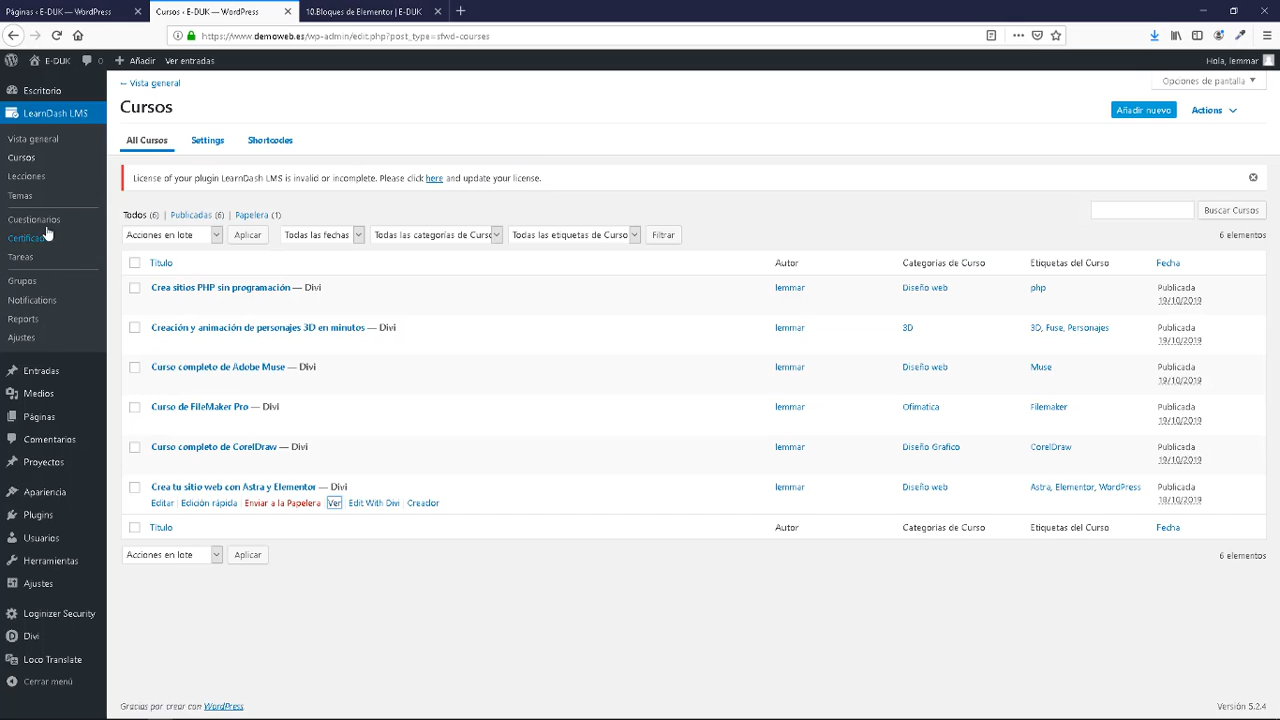 Páginas ‹ E-DUK — WordPress
Cursos ‹ E-DUK — WordPress
10.Bloques de Elementor | E-DUK
https://www.demoweb.es/wp-admin/edit.php?post_type=sfwd-courses
E-DUK
0
Añadir
Ver entradas
Hola, lemmar
Escritorio
LearnDash LMS
Vista general
Cursos
Lecciones
Temas
Cuestionarios
Tareas
Grupos
Notifications
Reports
Ajustes
Entradas
Medios
Páginas
Comentarios
Proyectos
Apariencia
Plugins
Usuarios
Herramientas
Ajustes
Loginizer Security
Divi
Loco Translate
Cerrar menú
← Vista general
Opciones de pantalla
Cursos
Añadir nuevo
Actions
All Cursos Settings Shortcodes
License of your plugin LearnDash LMS is invalid or incomplete. Please click here and update your license.
Todos (6) | Publicadas (6) | Papelera (1)
Buscar Cursos
Acciones en lote Aplicar Todas las fechas Todas las categorías de Curso Todas las etiquetas de Curso Filtrar
6 elementos
Título Autor Categorías de Curso Etiquetas del Curso Fecha
Crea sitios PHP sin programación — Divi lemmar Diseño web php Publicada
19/10/2019
Creación y animación de personajes 3D en minutos — Divi lemmar 3D 3D, Fuse, Personajes Publicada
19/10/2019
Curso completo de Adobe Muse — Divi lemmar Diseño web Muse Publicada
19/10/2019
Curso de FileMaker Pro — Divi lemmar Ofimatica Filemaker Publicada
19/10/2019
Curso completo de CorelDraw — Divi lemmar Diseño Grafico CorelDraw Publicada
19/10/2019
Crea tu sitio web con Astra y Elementor — Divi lemmar Diseño web Astra, Elementor, WordPress Publicada
18/10/2019
Editar | Edición rápida | Enviar a la Papelera | Ver | Edit With Divi | Creador
Título Autor Categorías de Curso Etiquetas del Curso Fecha
Acciones en lote Aplicar
6 elementos
Gracias por crear con WordPress
Versión 5.2.4